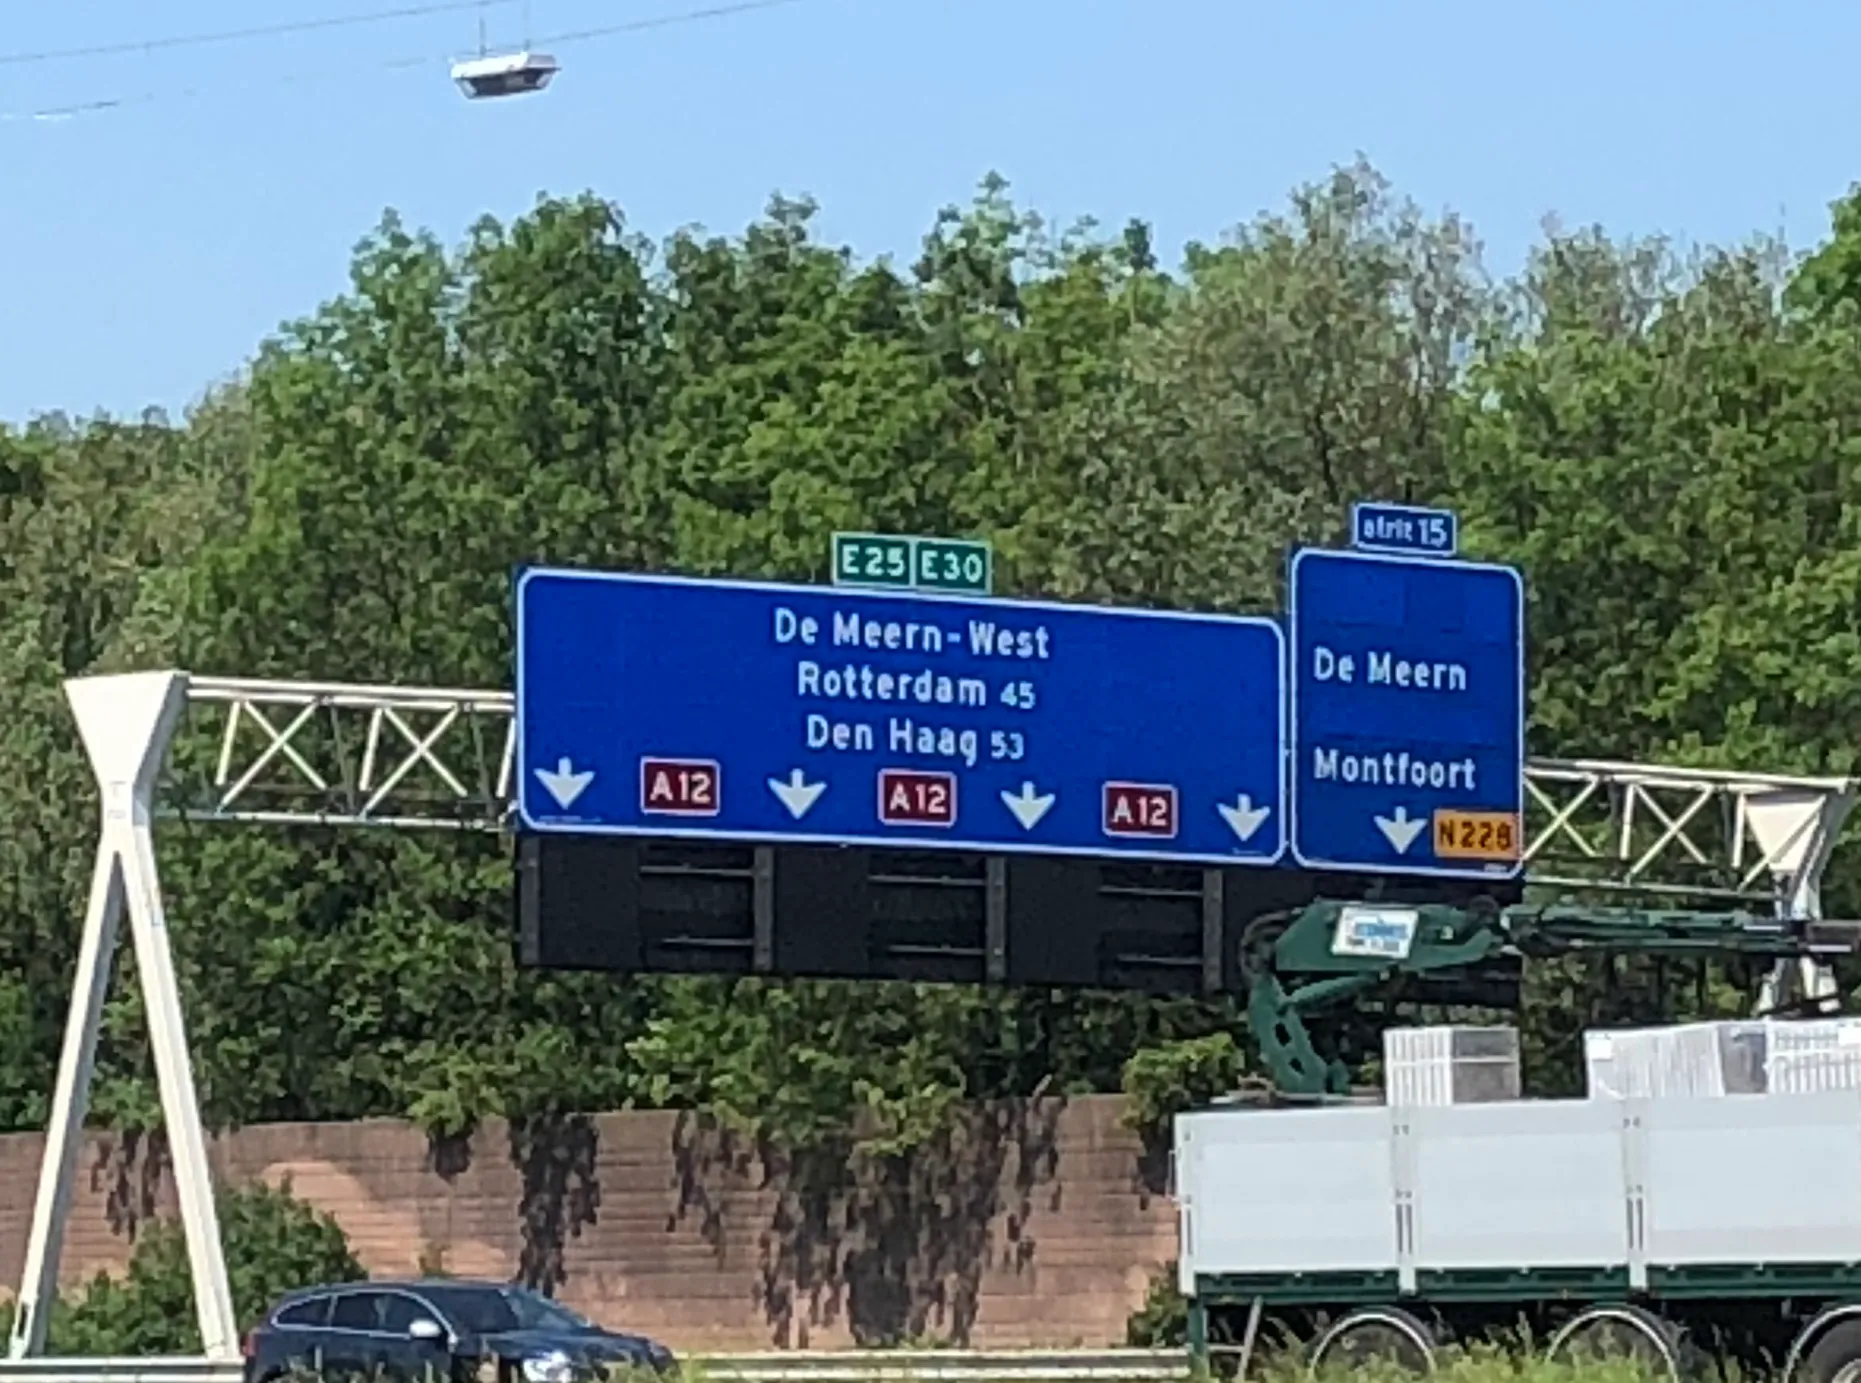 E25 E30
De Meern-West
Rotterdam 45
Den Haag 53
A12 A12 A12
afrit 15
De Meern
Montfoort
N228